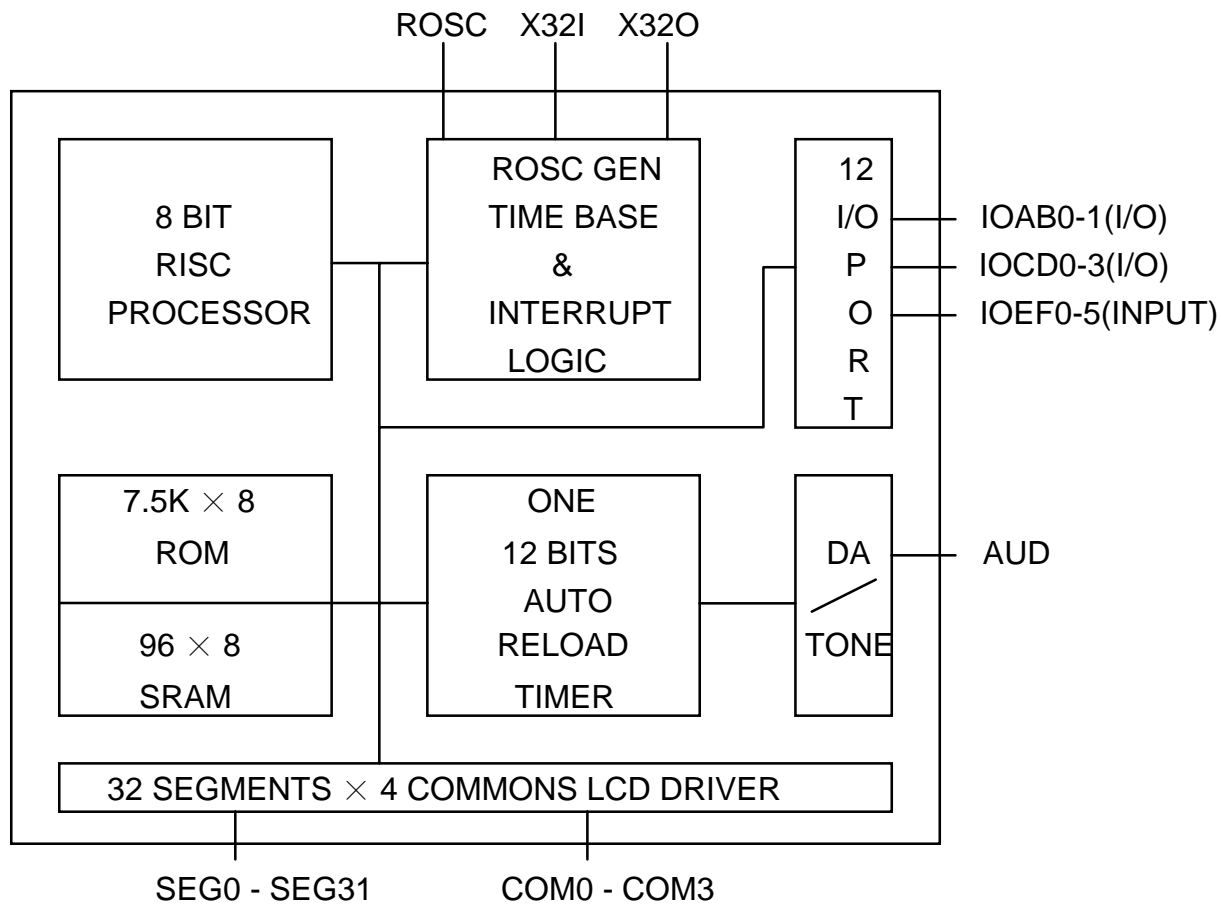 ROSC X32I X32O
8 BIT
RISC
PROCESSOR
ROSC GEN
TIME BASE
&
INTERRUPT
LOGIC
12
I/O
P
O
R
T
IOAB0-1(I/O)
IOCD0-3(I/O)
IOEF0-5(INPUT)
7.5K × 8
ROM
96 × 8
SRAM
ONE
12 BITS
AUTO
RELOAD
TIMER
DA
TONE
AUD
32 SEGMENTS × 4 COMMONS LCD DRIVER
SEG0 - SEG31
COM0 - COM3